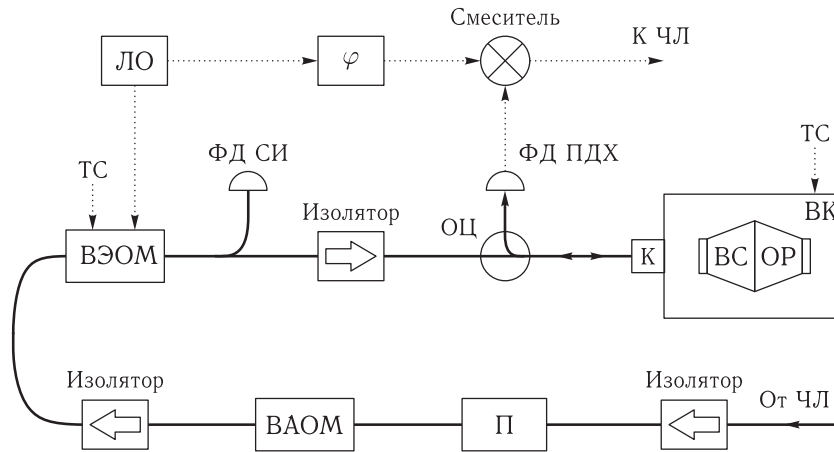 Смеситель
К ЧЛ
ЛО
φ
ТС
ФД СИ
ФД ПДХ
ТС
Изолятор
ОЦ
ВК
ВЭОМ
К
ВС
ОР
Изолятор
Изолятор
От ЧЛ
ВАОМ
П